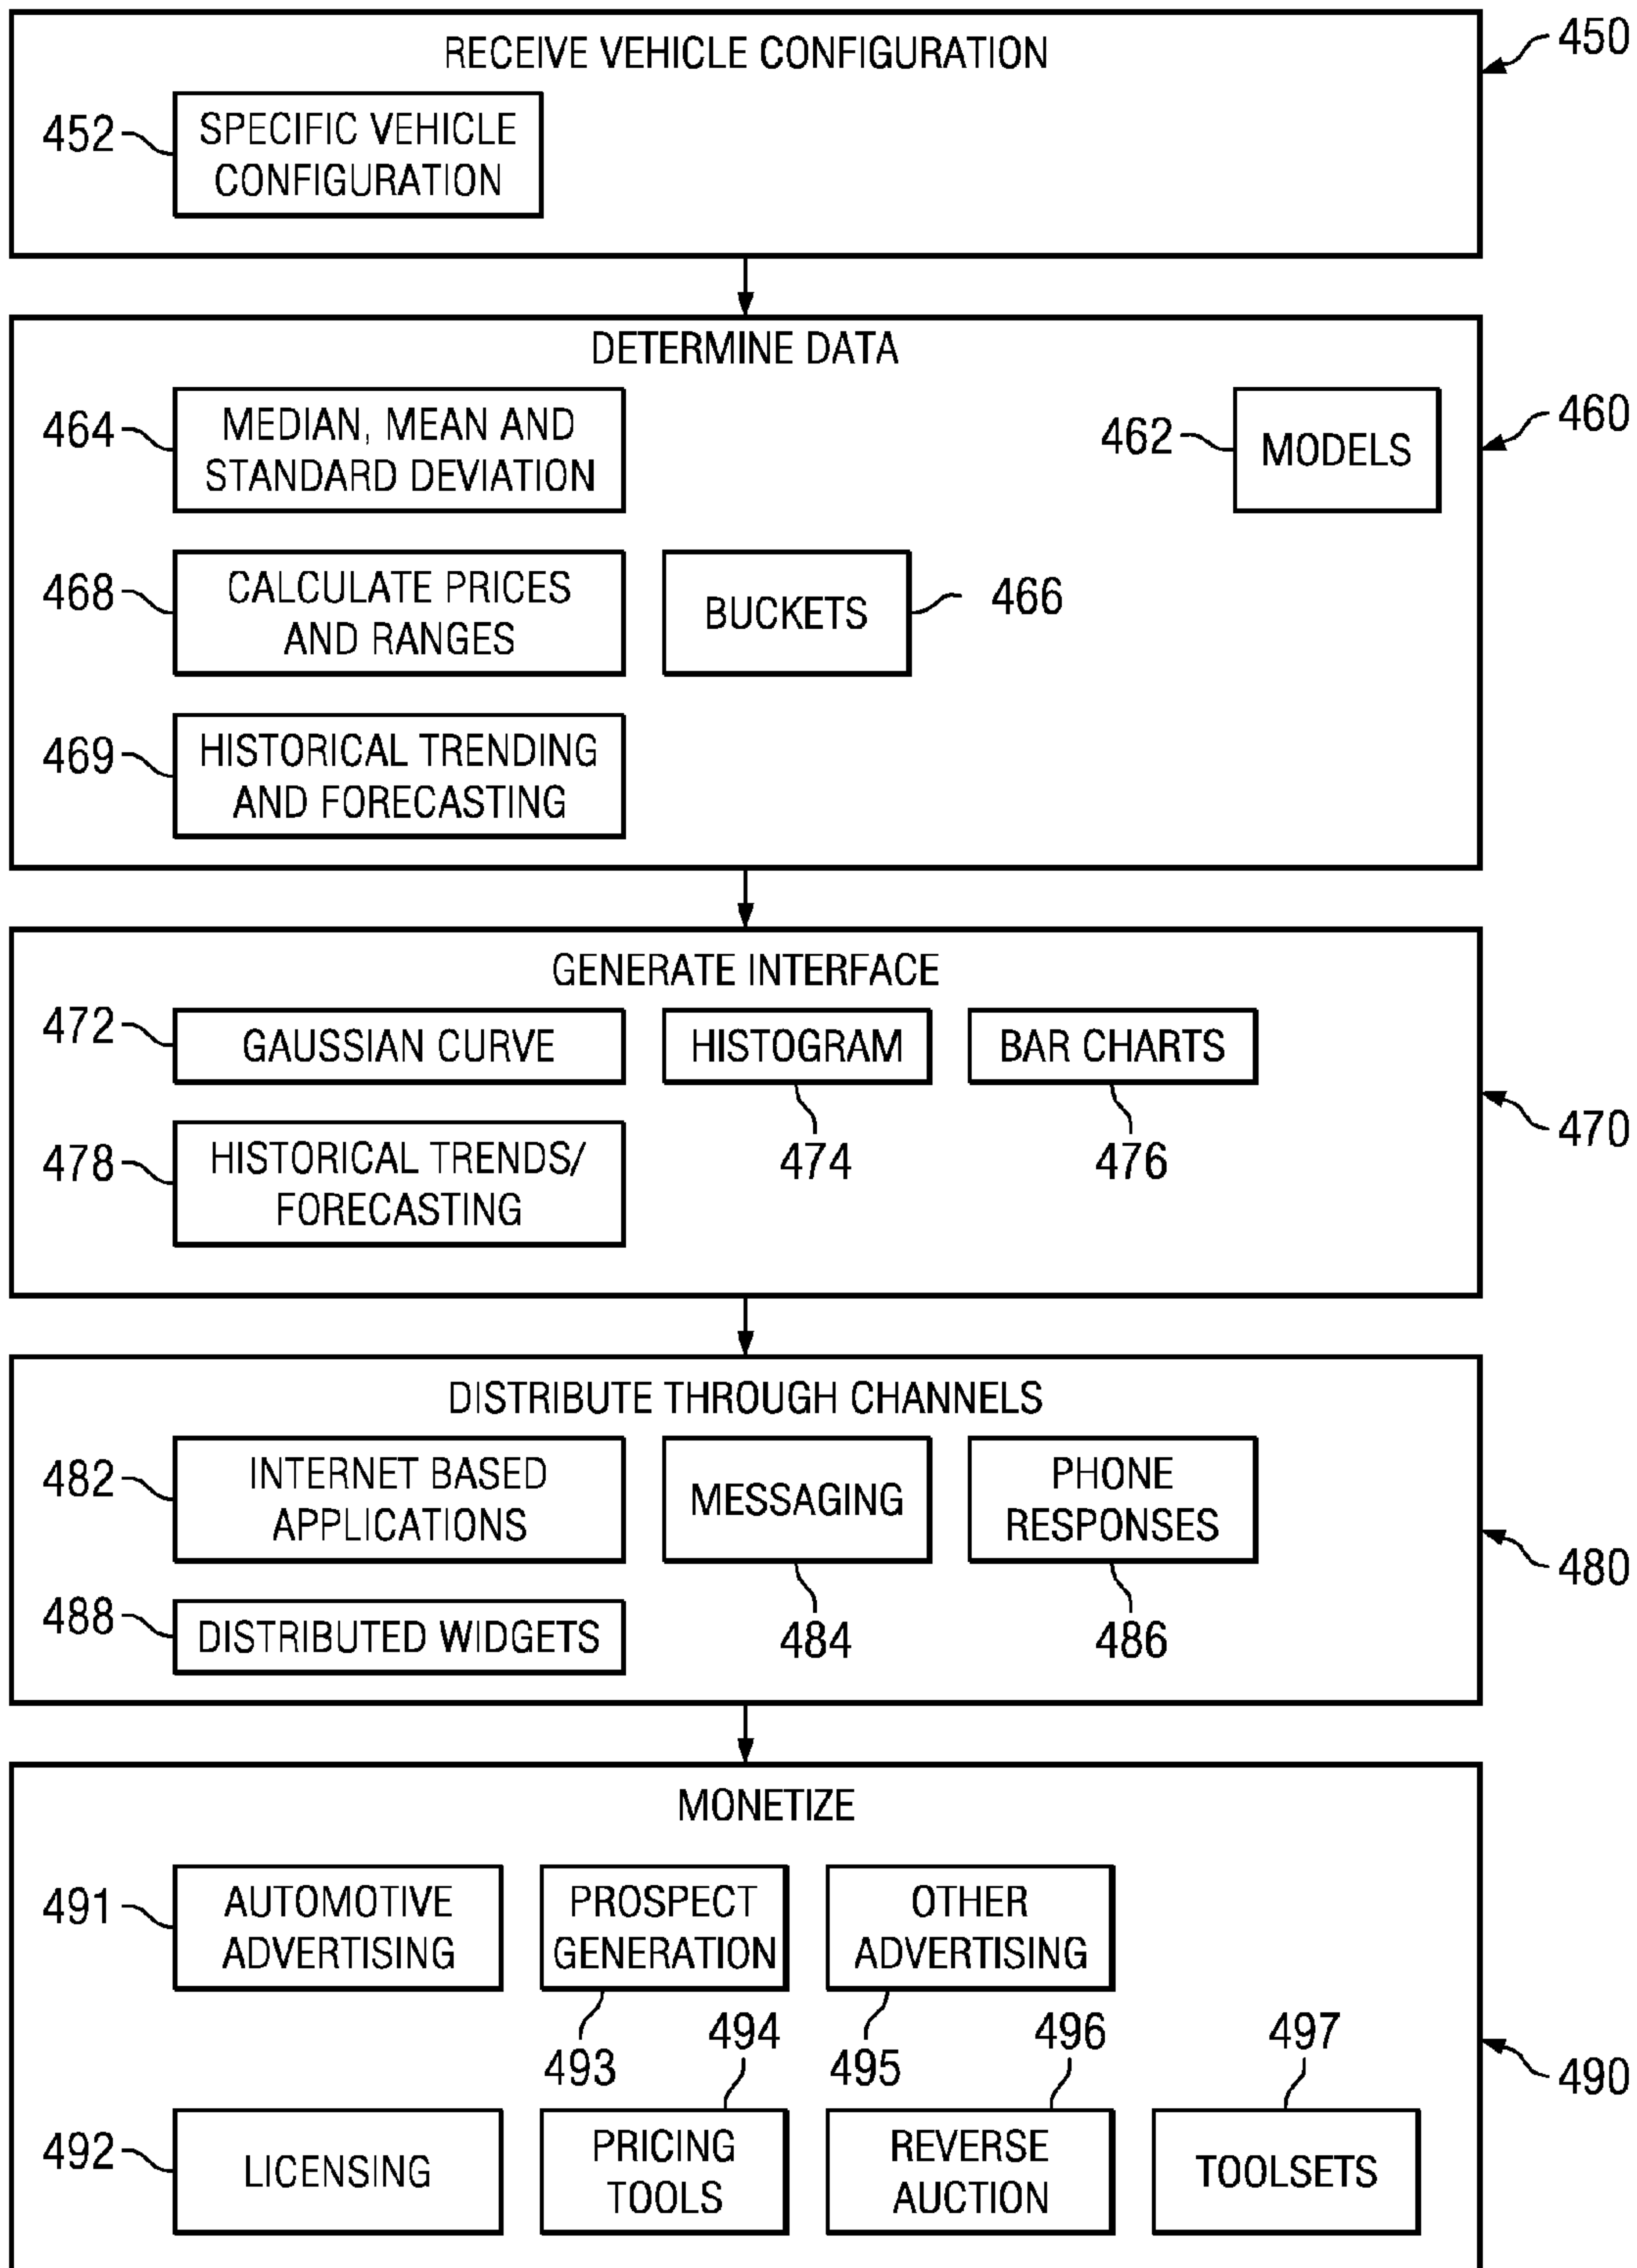 RECEIVE VEHICLE CONFIGURATION
450
452
SPECIFIC VEHICLE
CONFIGURATION
DETERMINE DATA
464
MEDIAN, MEAN AND
STANDARD DEVIATION
462
MODELS
460
468
CALCULATE PRICES
AND RANGES
BUCKETS
466
469
HISTORICAL TRENDING
AND FORECASTING
GENERATE INTERFACE
472
GAUSSIAN CURVE
HISTOGRAM
BAR CHARTS
474
476
470
478
HISTORICAL TRENDS/
FORECASTING
DISTRIBUTE THROUGH CHANNELS
482
INTERNET BASED
APPLICATIONS
MESSAGING
PHONE
RESPONSES
480
488
DISTRIBUTED WIDGETS
484
486
MONETIZE
491
AUTOMOTIVE
ADVERTISING
PROSPECT
GENERATION
OTHER
ADVERTISING
493
494
495
496
497
490
492
LICENSING
PRICING
TOOLS
REVERSE
AUCTION
TOOLSETS